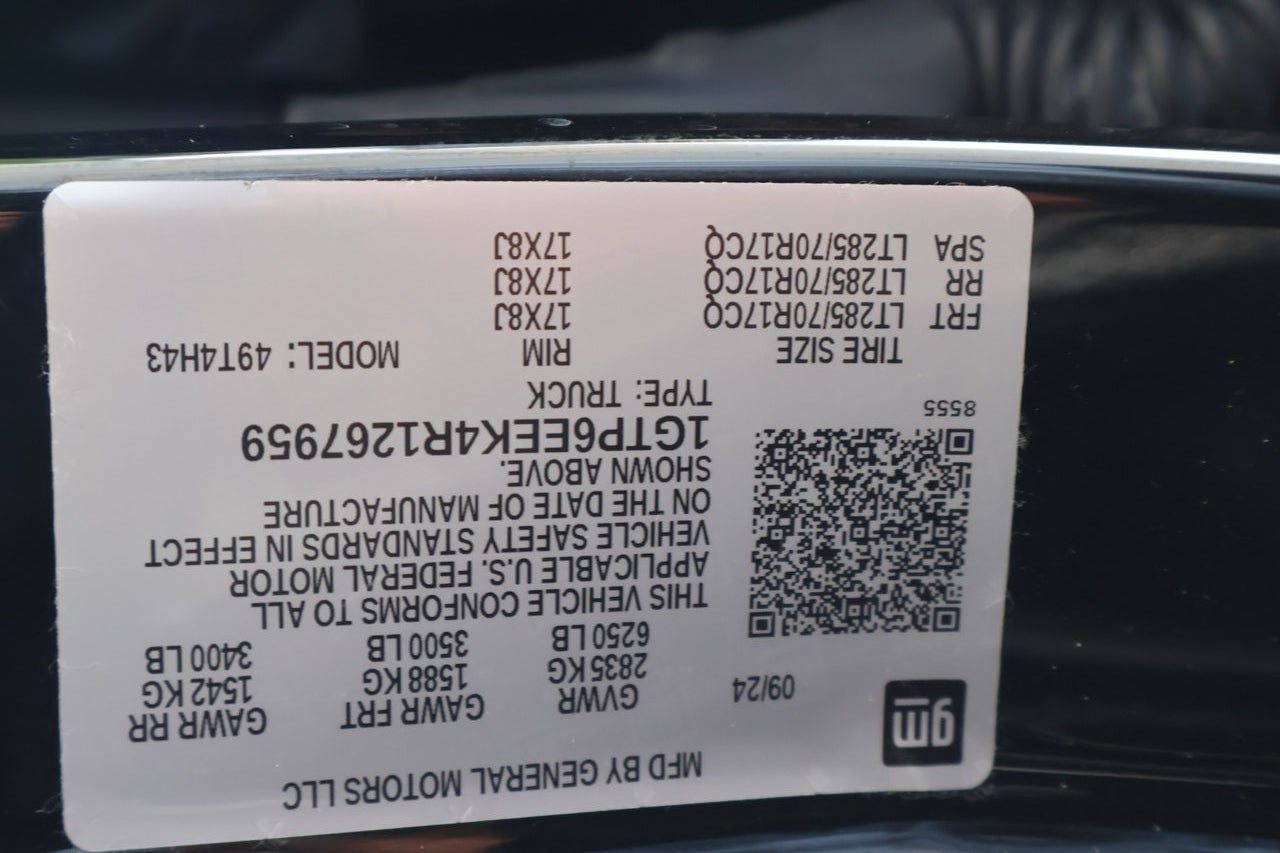 MFD BY GENERAL MOTORS LLC
gm
09/24
GVWR GAWR FRT GAWR RR
2835 KG 1588 KG 1542 KG
6250 LB 3500 LB 3400 LB
THIS VEHICLE CONFORMS TO ALL
APPLICABLE U.S. FEDERAL MOTOR
VEHICLE SAFETY STANDARDS IN EFFECT
ON THE DATE OF MANUFACTURE
SHOWN ABOVE.
1GTP6EEK4R1267959
8555
TYPE: TRUCK
TIRE SIZE RIM MODEL: 49T4H43
FRT LT285/70R17CQ 17X8J
RR LT285/70R17CQ 17X8J
SPA LT285/70R17CQ 17X8J